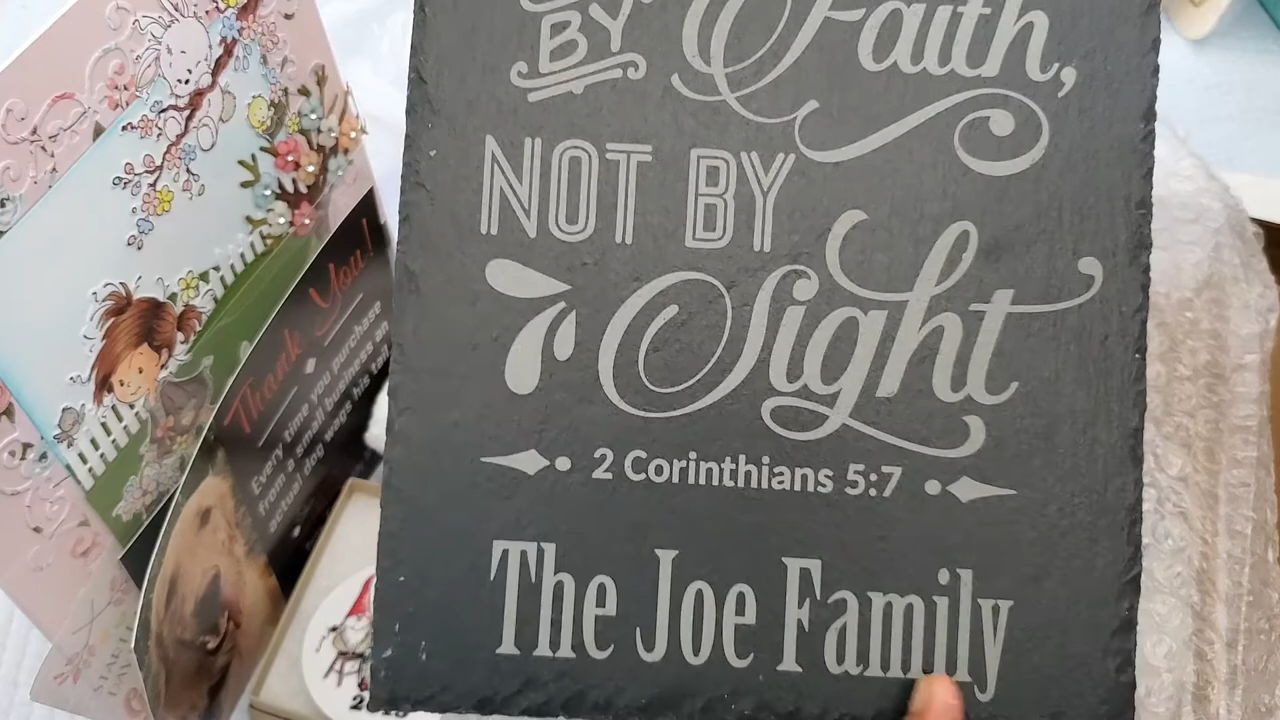 BY Faith,
NOT BY
Sight
2 Corinthians 5:7
The Joe Family
Thank You!
Every time you purchase
from a small business an
actual dog wags his tail